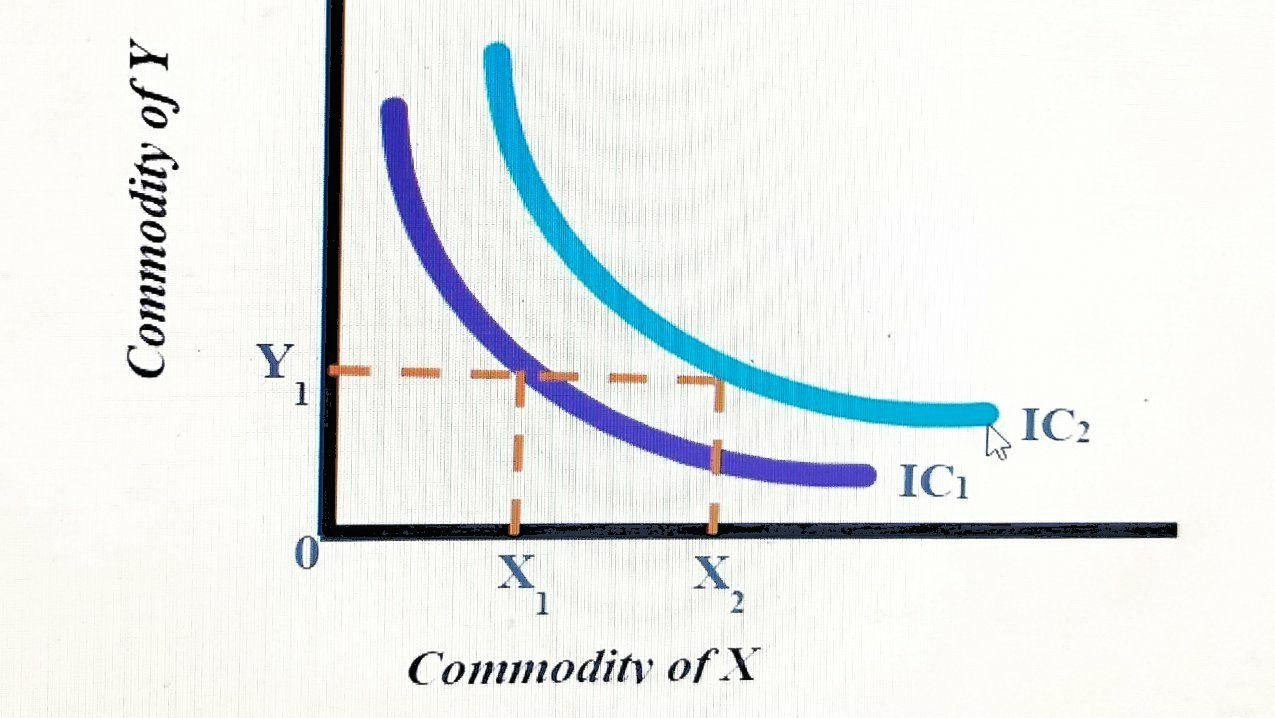 Commodity of Y
Y1
IC2
IC1
0
X1
X2
Commodity of X